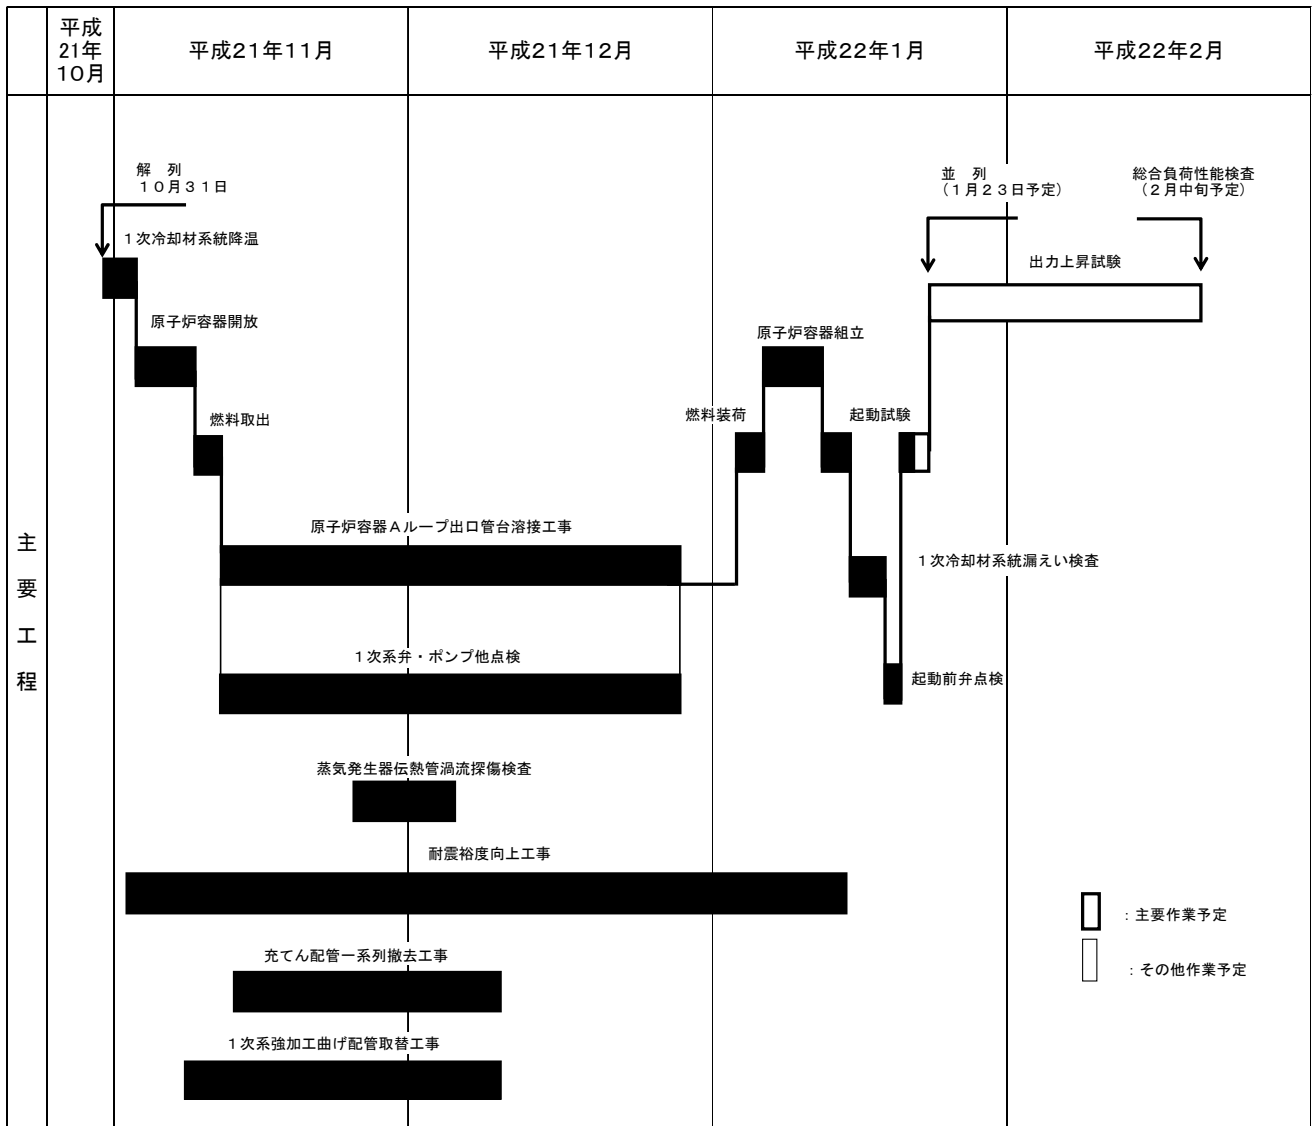 平成
21年
10月
平成21年11月
平成21年12月
平成22年1月
平成22年2月
主
要
工
程
解　列
１０月３１日
並　列
（１月２３日予定）
総合負荷性能検査
（２月中旬予定）
１次冷却材系統降温
出力上昇試験
原子炉容器開放
原子炉容器組立
燃料取出
燃料装荷
起動試験
原子炉容器Ａループ出口管台溶接工事
１次冷却材系統漏えい検査
１次系弁・ポンプ他点検
起動前弁点検
蒸気発生器伝熱管渦流探傷検査
耐震裕度向上工事
：主要作業予定
充てん配管一系列撤去工事
：その他作業予定
１次系強加工曲げ配管取替工事